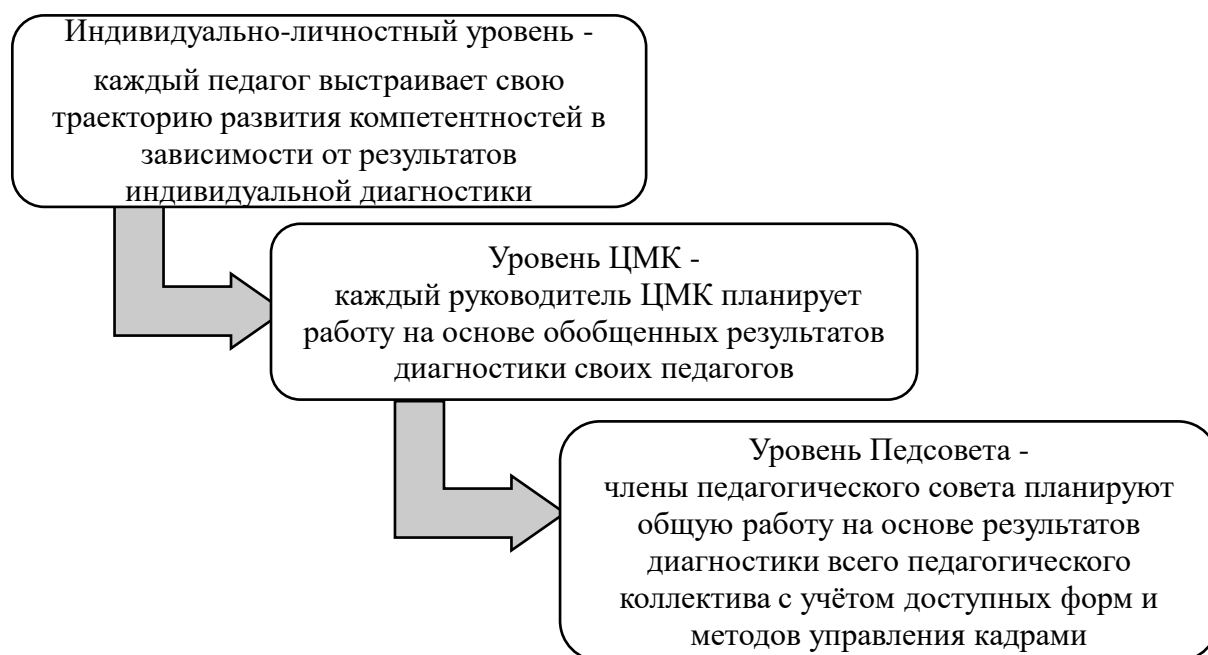 Индивидуально-личностный уровень -
каждый педагог выстраивает свою
траекторию развития компетентностей в
зависимости от результатов
индивидуальной диагностики
Уровень ЦМК -
каждый руководитель ЦМК планирует
работу на основе обобщенных результатов
диагностики своих педагогов
Уровень Педсовета -
члены педагогического совета планируют
общую работу на основе результатов
диагностики всего педагогического
коллектива с учётом доступных форм и
методов управления кадрами